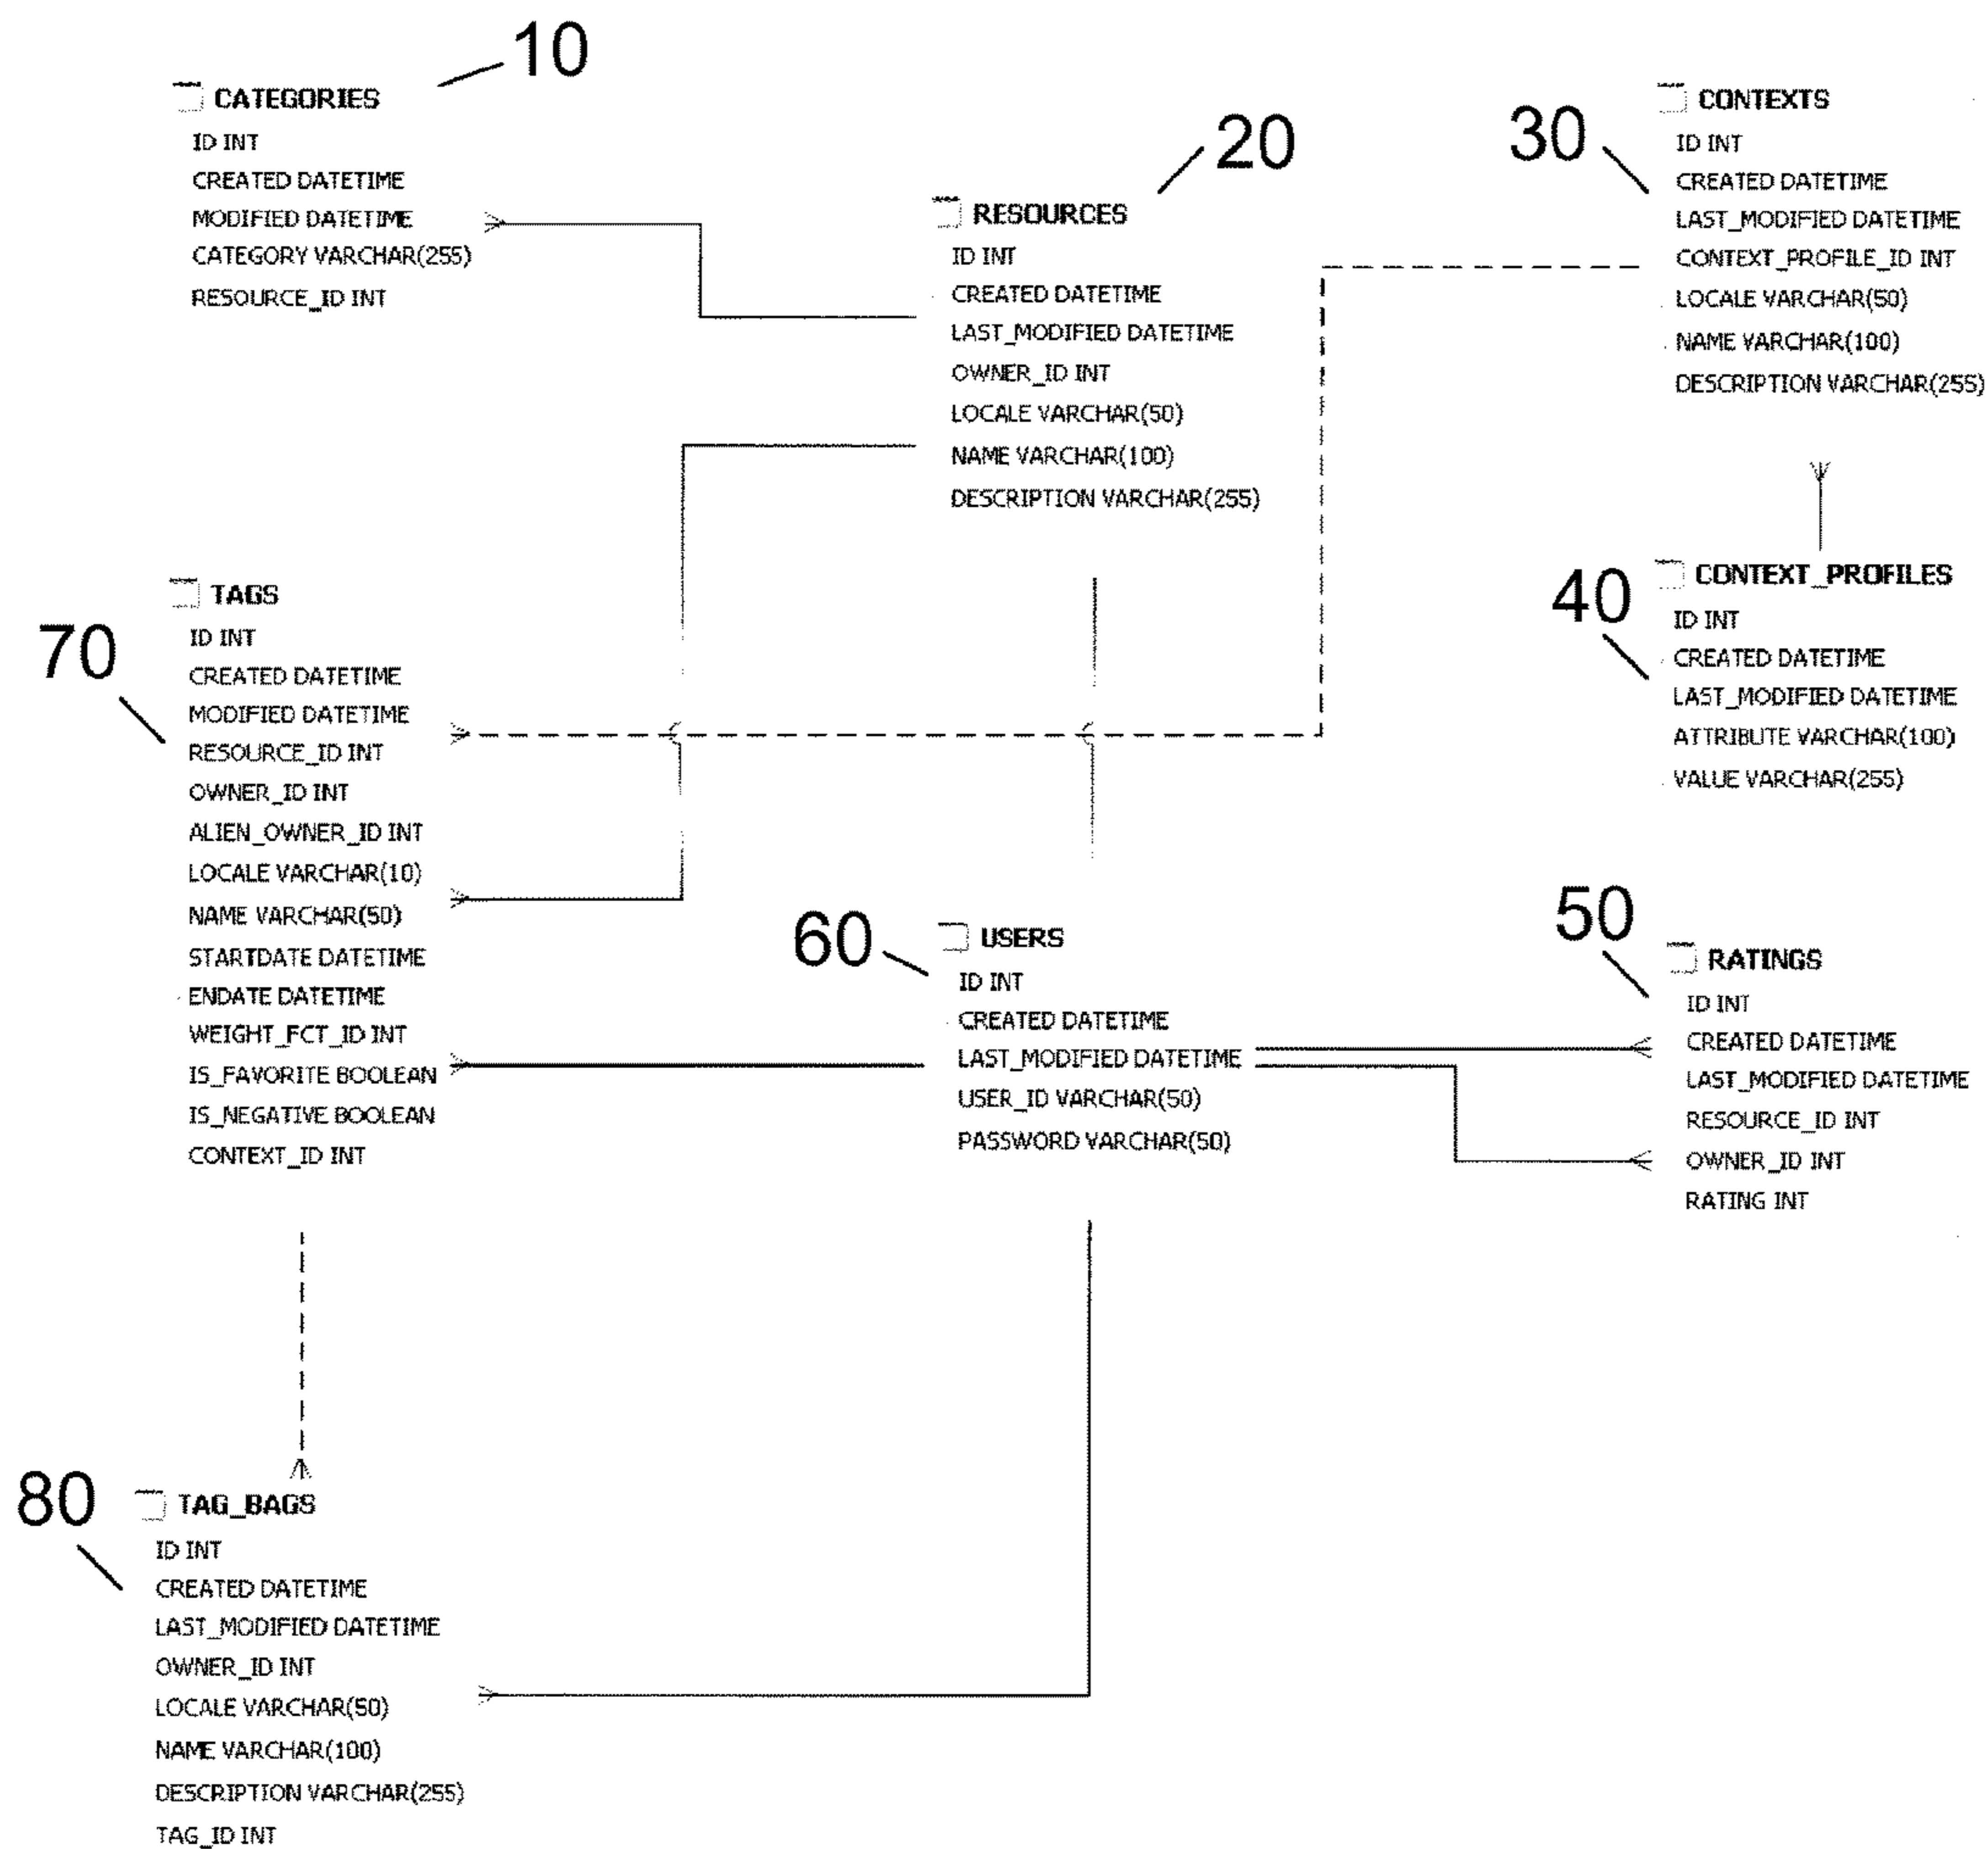 10
CATEGORIES
ID INT
CREATED DATETIME
MODIFIED DATETIME
CATEGORY VARCHAR(255)
RESOURCE_ID INT
20
RESOURCES
ID INT
CREATED DATETIME
LAST_MODIFIED DATETIME
OWNER_ID INT
LOCALE VARCHAR(50)
NAME VARCHAR(100)
DESCRIPTION VARCHAR(255)
30
CONTEXTS
ID INT
CREATED DATETIME
LAST_MODIFIED DATETIME
CONTEXT_PROFILE_ID INT
LOCALE VARCHAR(50)
NAME VARCHAR(100)
DESCRIPTION VARCHAR(255)
40
CONTEXT_PROFILES
ID INT
CREATED DATETIME
LAST_MODIFIED DATETIME
ATTRIBUTE VARCHAR(100)
VALUE VARCHAR(255)
70
TAGS
ID INT
CREATED DATETIME
MODIFIED DATETIME
RESOURCE_ID INT
OWNER_ID INT
ALIEN_OWNER_ID INT
LOCALE VARCHAR(10)
NAME VARCHAR(50)
STARTDATE DATETIME
ENDATE DATETIME
WEIGHT_FCT_ID INT
IS_FAVORITE BOOLEAN
IS_NEGATIVE BOOLEAN
CONTEXT_ID INT
60
USERS
ID INT
CREATED DATETIME
LAST_MODIFIED DATETIME
USER_ID VARCHAR(50)
PASSWORD VARCHAR(50)
50
RATINGS
ID INT
CREATED DATETIME
LAST_MODIFIED DATETIME
RESOURCE_ID INT
OWNER_ID INT
RATING INT
80
TAG_BAGS
ID INT
CREATED DATETIME
LAST_MODIFIED DATETIME
OWNER_ID INT
LOCALE VARCHAR(50)
NAME VARCHAR(100)
DESCRIPTION VARCHAR(255)
TAG_ID INT